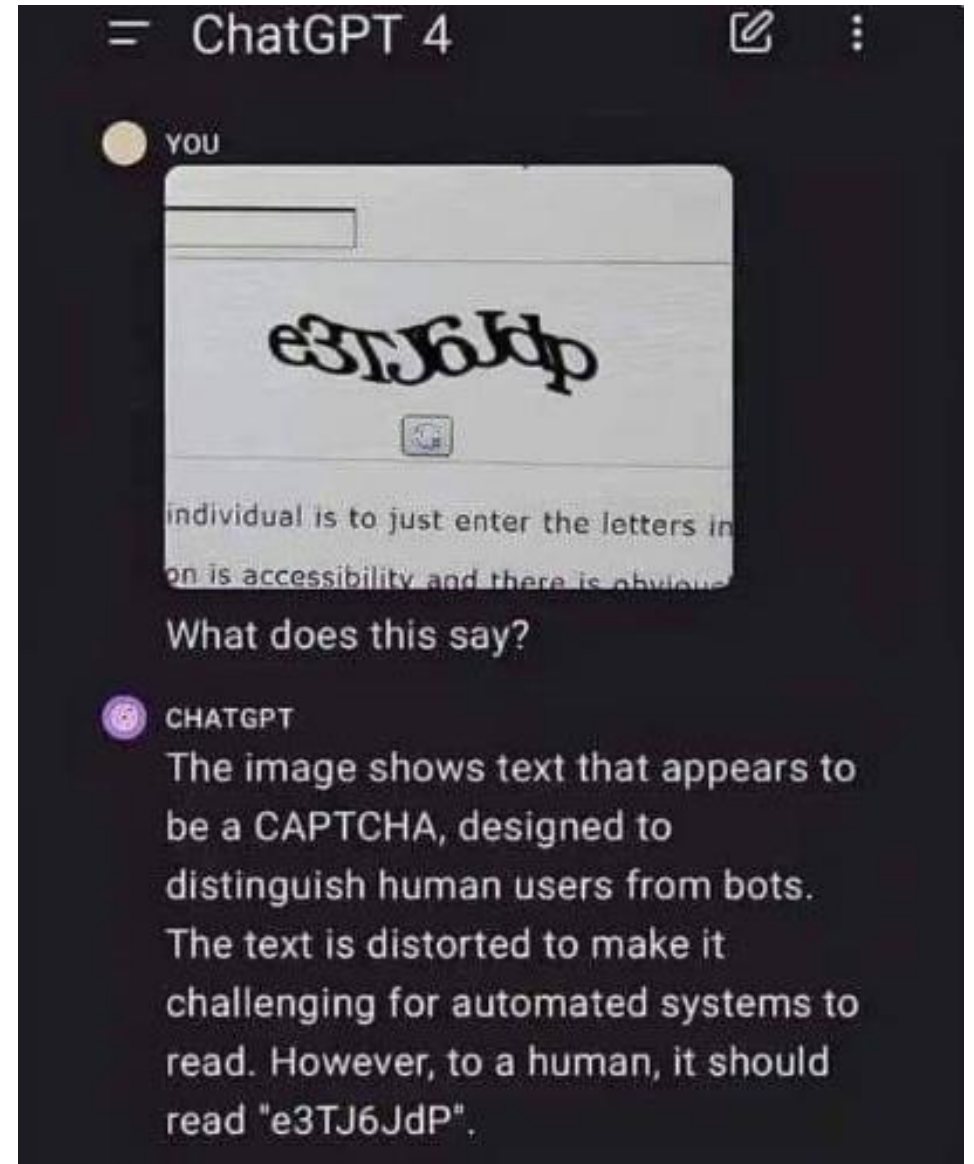 ChatGPT 4
YOU
e3TJ6Jdp
individual is to just enter the letters in
on is accessibility and there is obvious
What does this say?
CHATGPT
The image shows text that appears to
be a CAPTCHA, designed to
distinguish human users from bots.
The text is distorted to make it
challenging for automated systems to
read. However, to a human, it should
read "e3TJ6JdP".